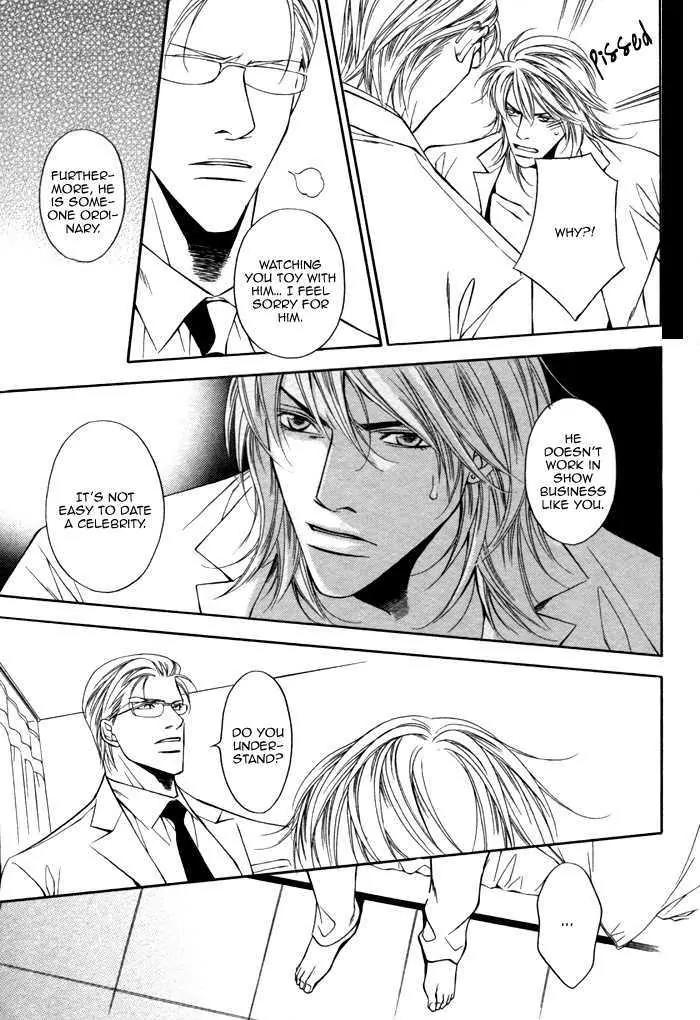 pissed
WHY?!
WATCHING
YOU TOY WITH
HIM... I FEEL
SORRY FOR
HIM.
FURTHER-
MORE, HE
IS SOME-
ONE ORDI-
NARY.
HE
DOESN'T
WORK IN
SHOW
BUSINESS
LIKE YOU.
IT'S NOT
EASY TO DATE
A CELEBRITY.
DO YOU
UNDER-
STAND?
...